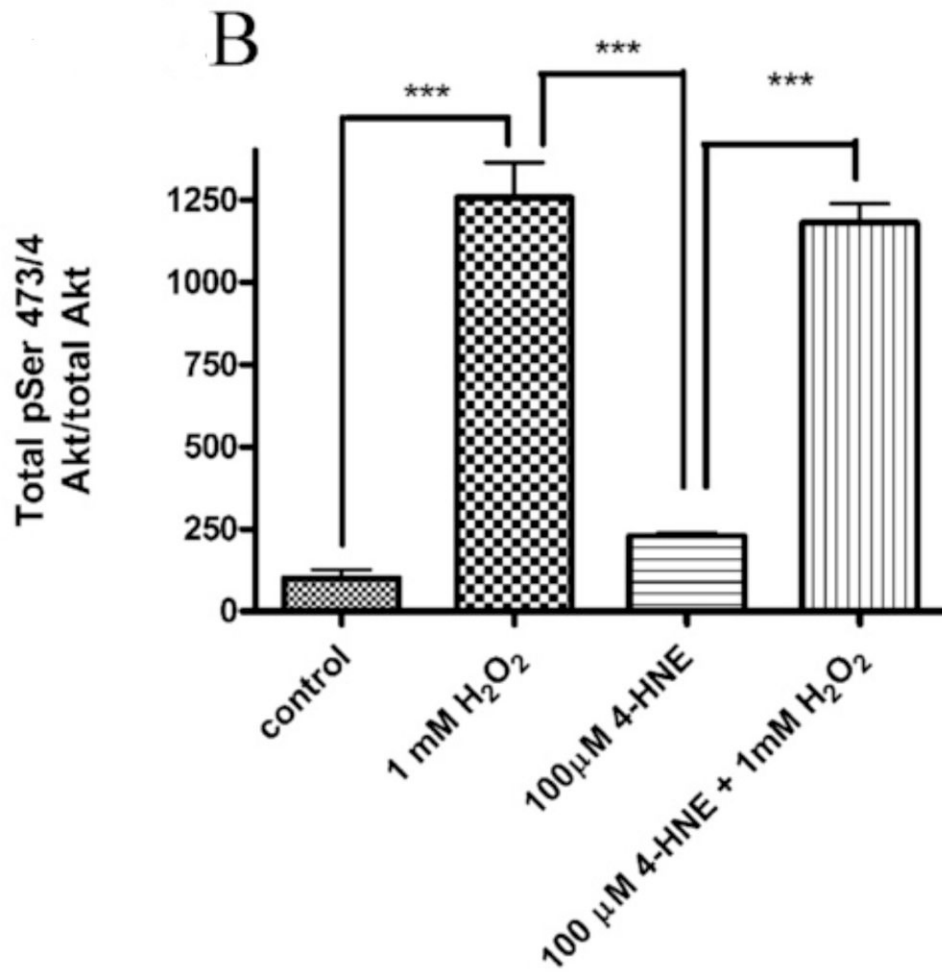 B
***
***
***
Total pSer 473/4
Akt/total Akt
1250
1000
750
500
250
0
control
1 mM H₂O₂
100μM 4-HNE
100 μM 4-HNE + 1mM H₂O₂